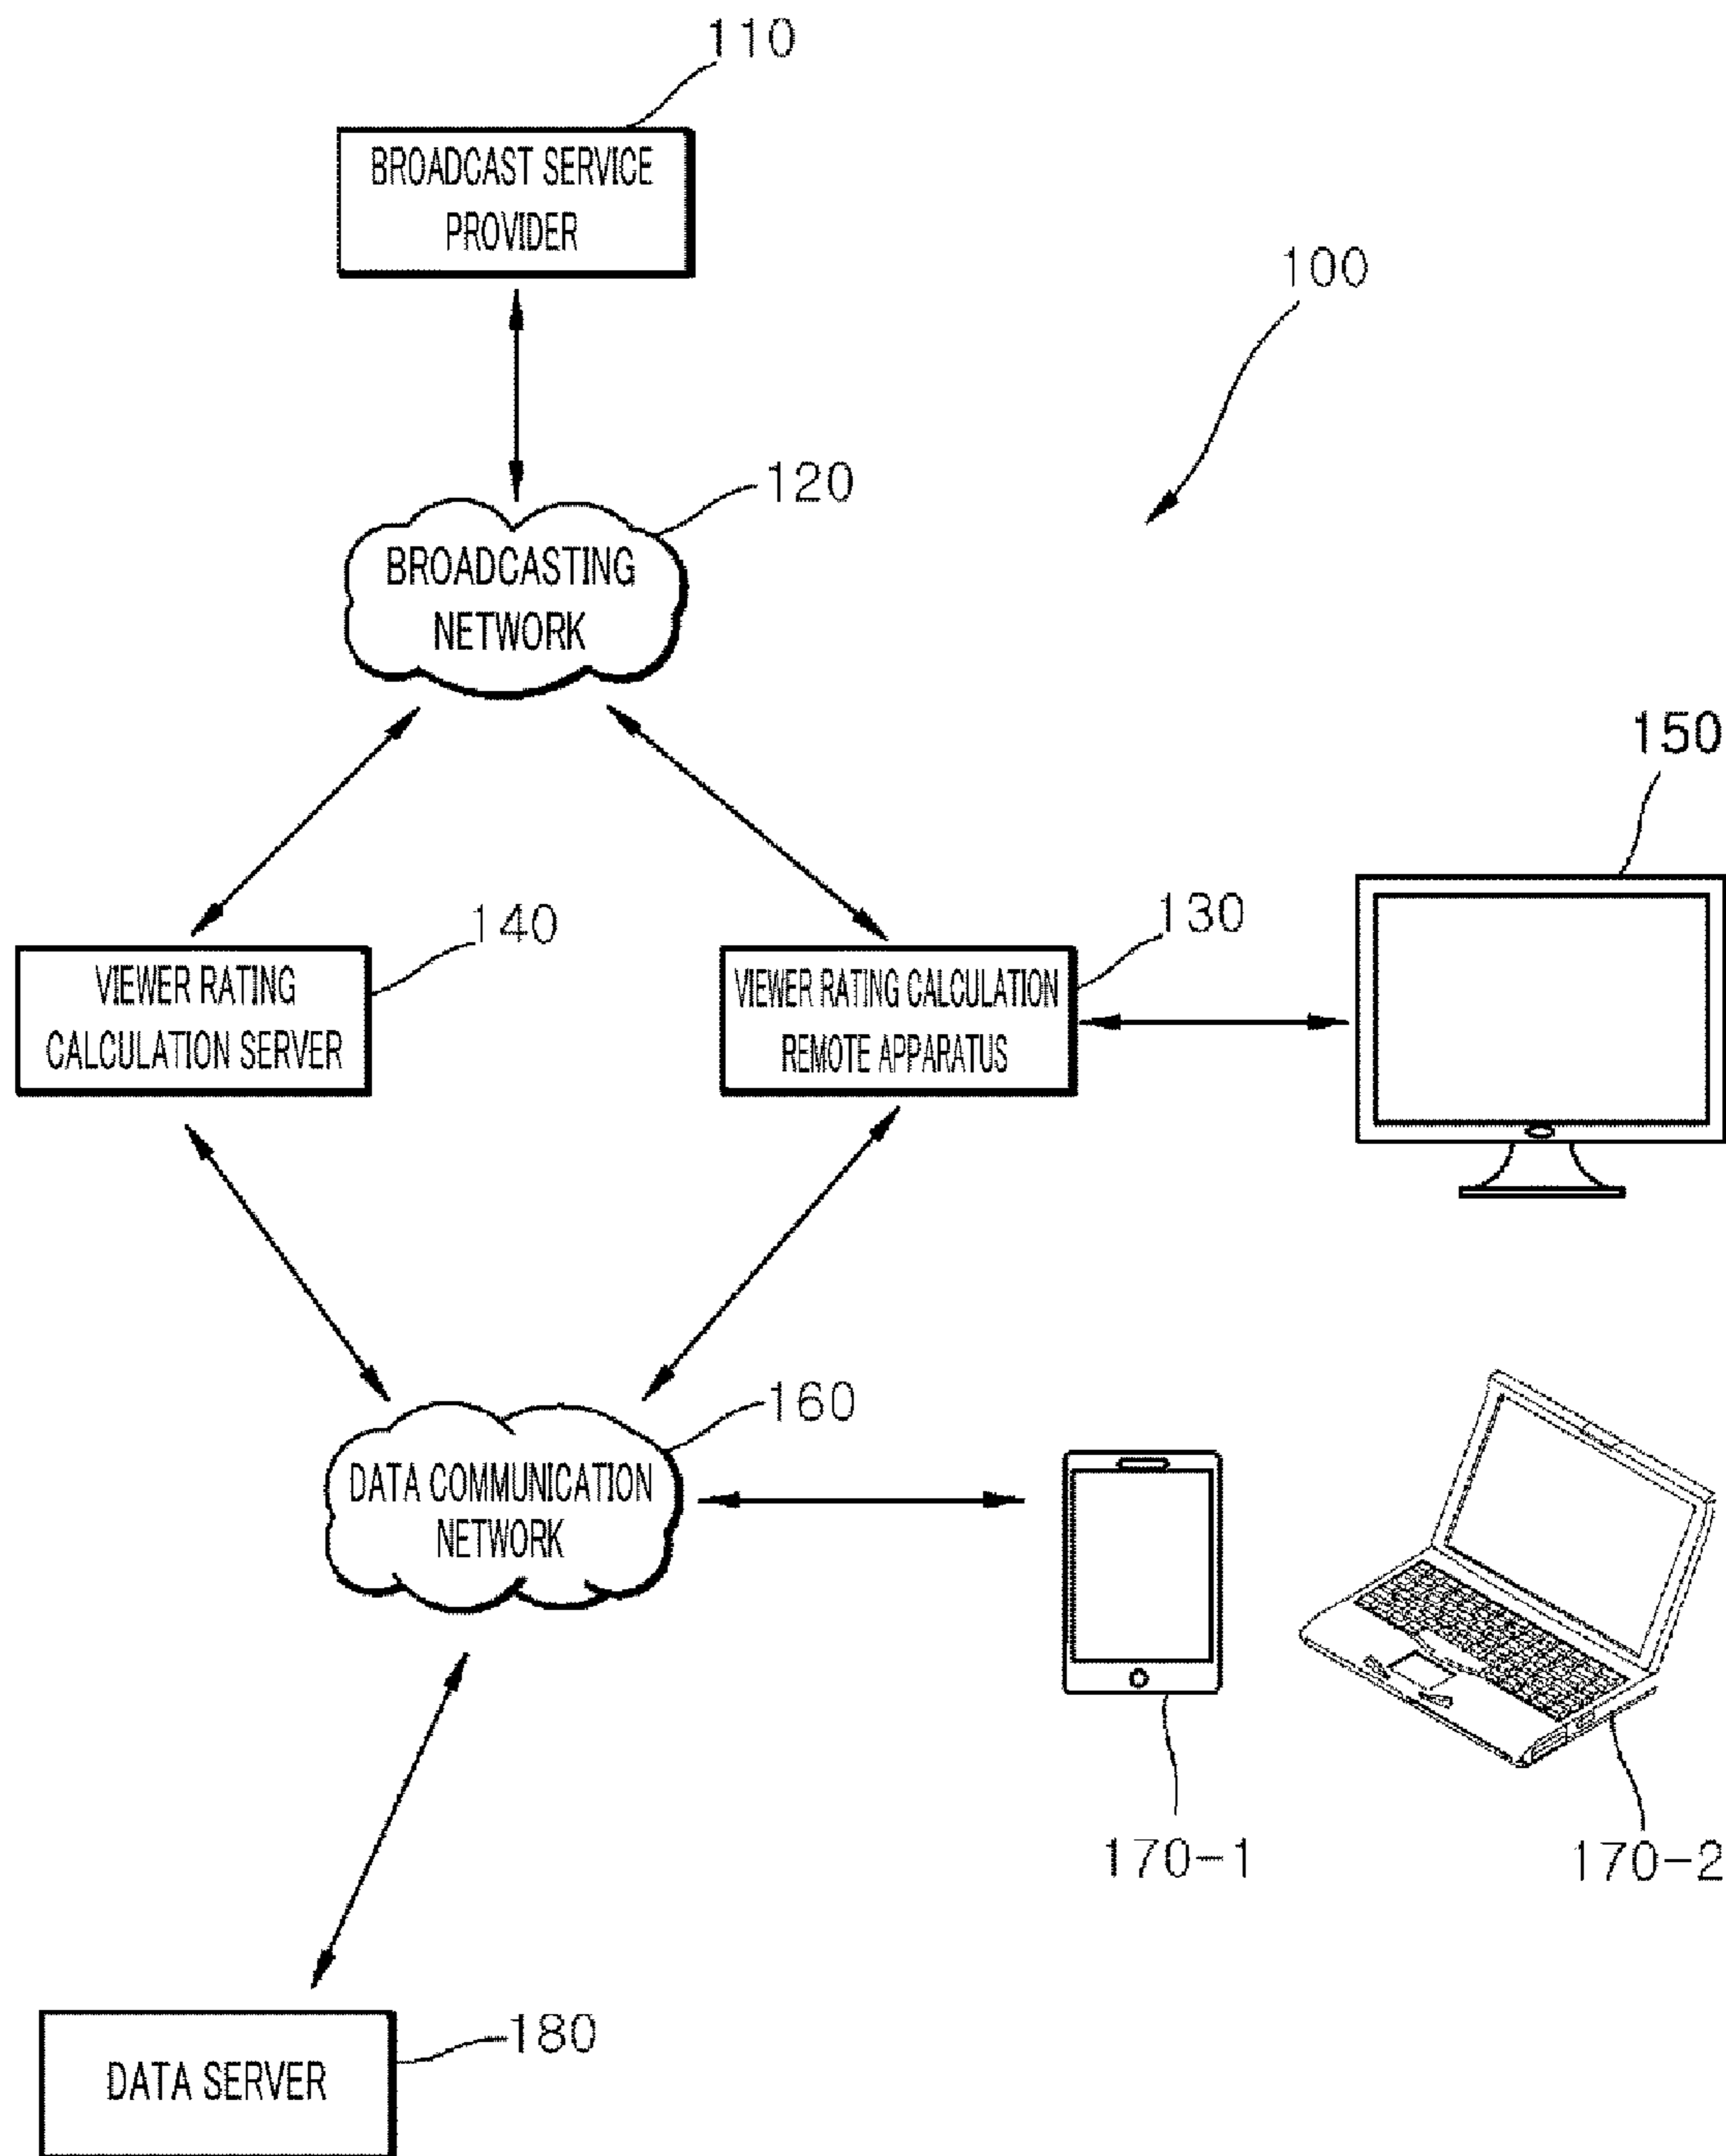 110
BROADCAST SERVICE
PROVIDER
100
120
BROADCASTING
NETWORK
150
140
130
VIEWER RATING
CALCULATION SERVER
VIEWER RATING CALCULATION
REMOTE APPARATUS
160
DATA COMMUNICATION
NETWORK
170-1
170-2
180
DATA SERVER